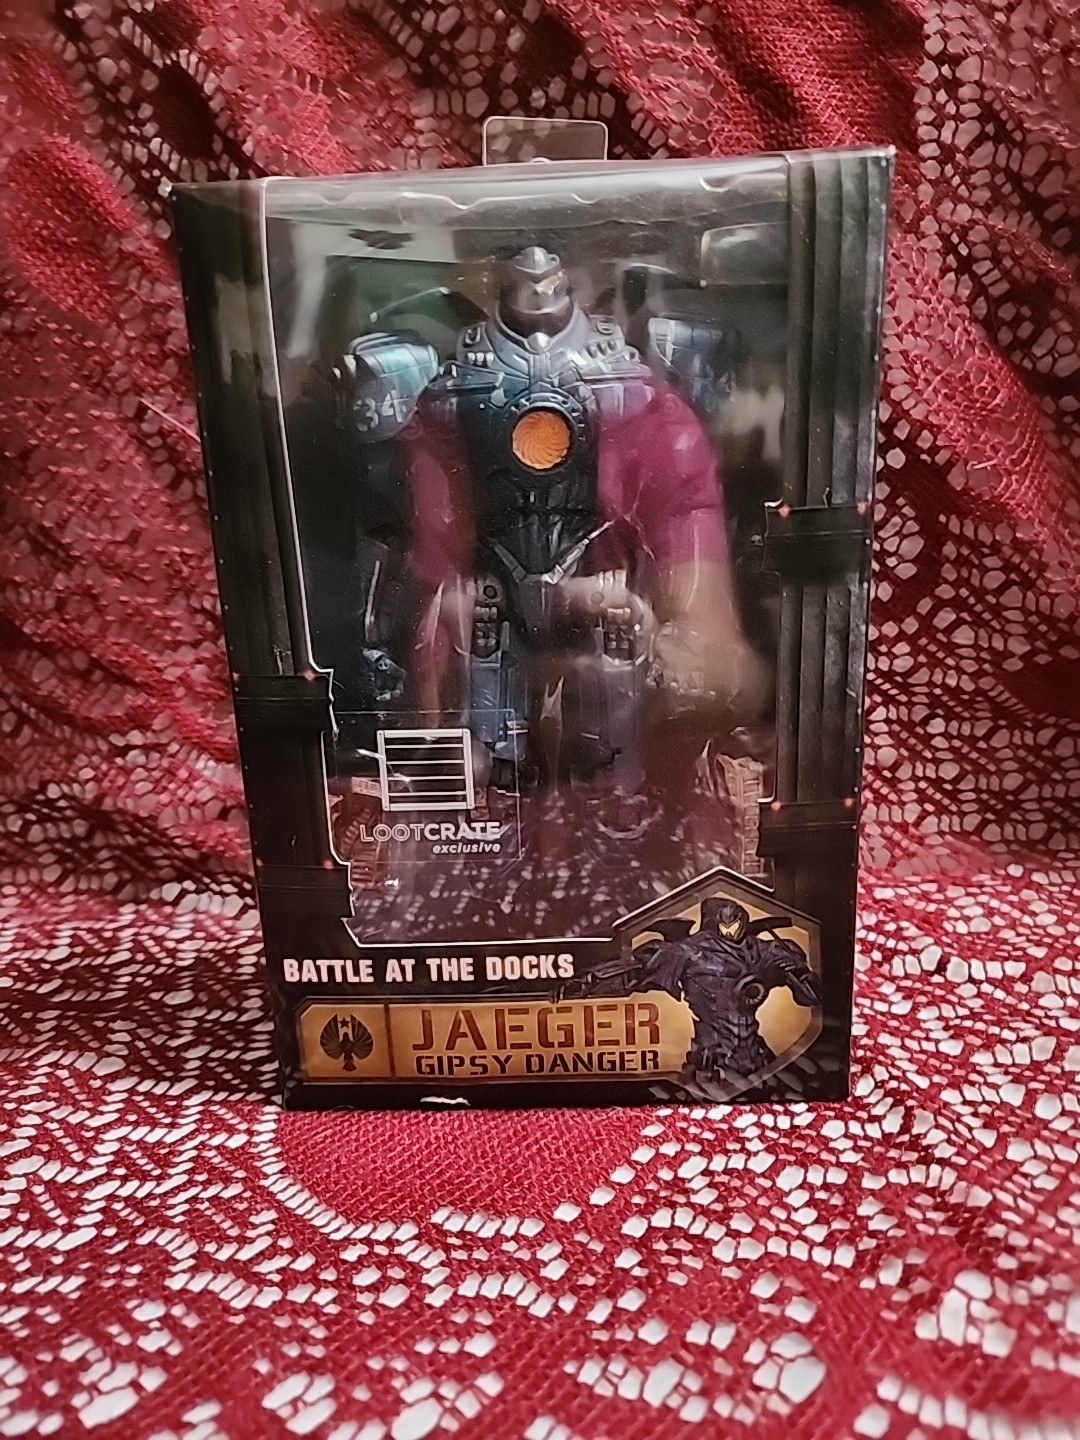 34
LOOTCRATE
exclusive
BATTLE AT THE DOCKS
JAEGER
GIPSY DANGER